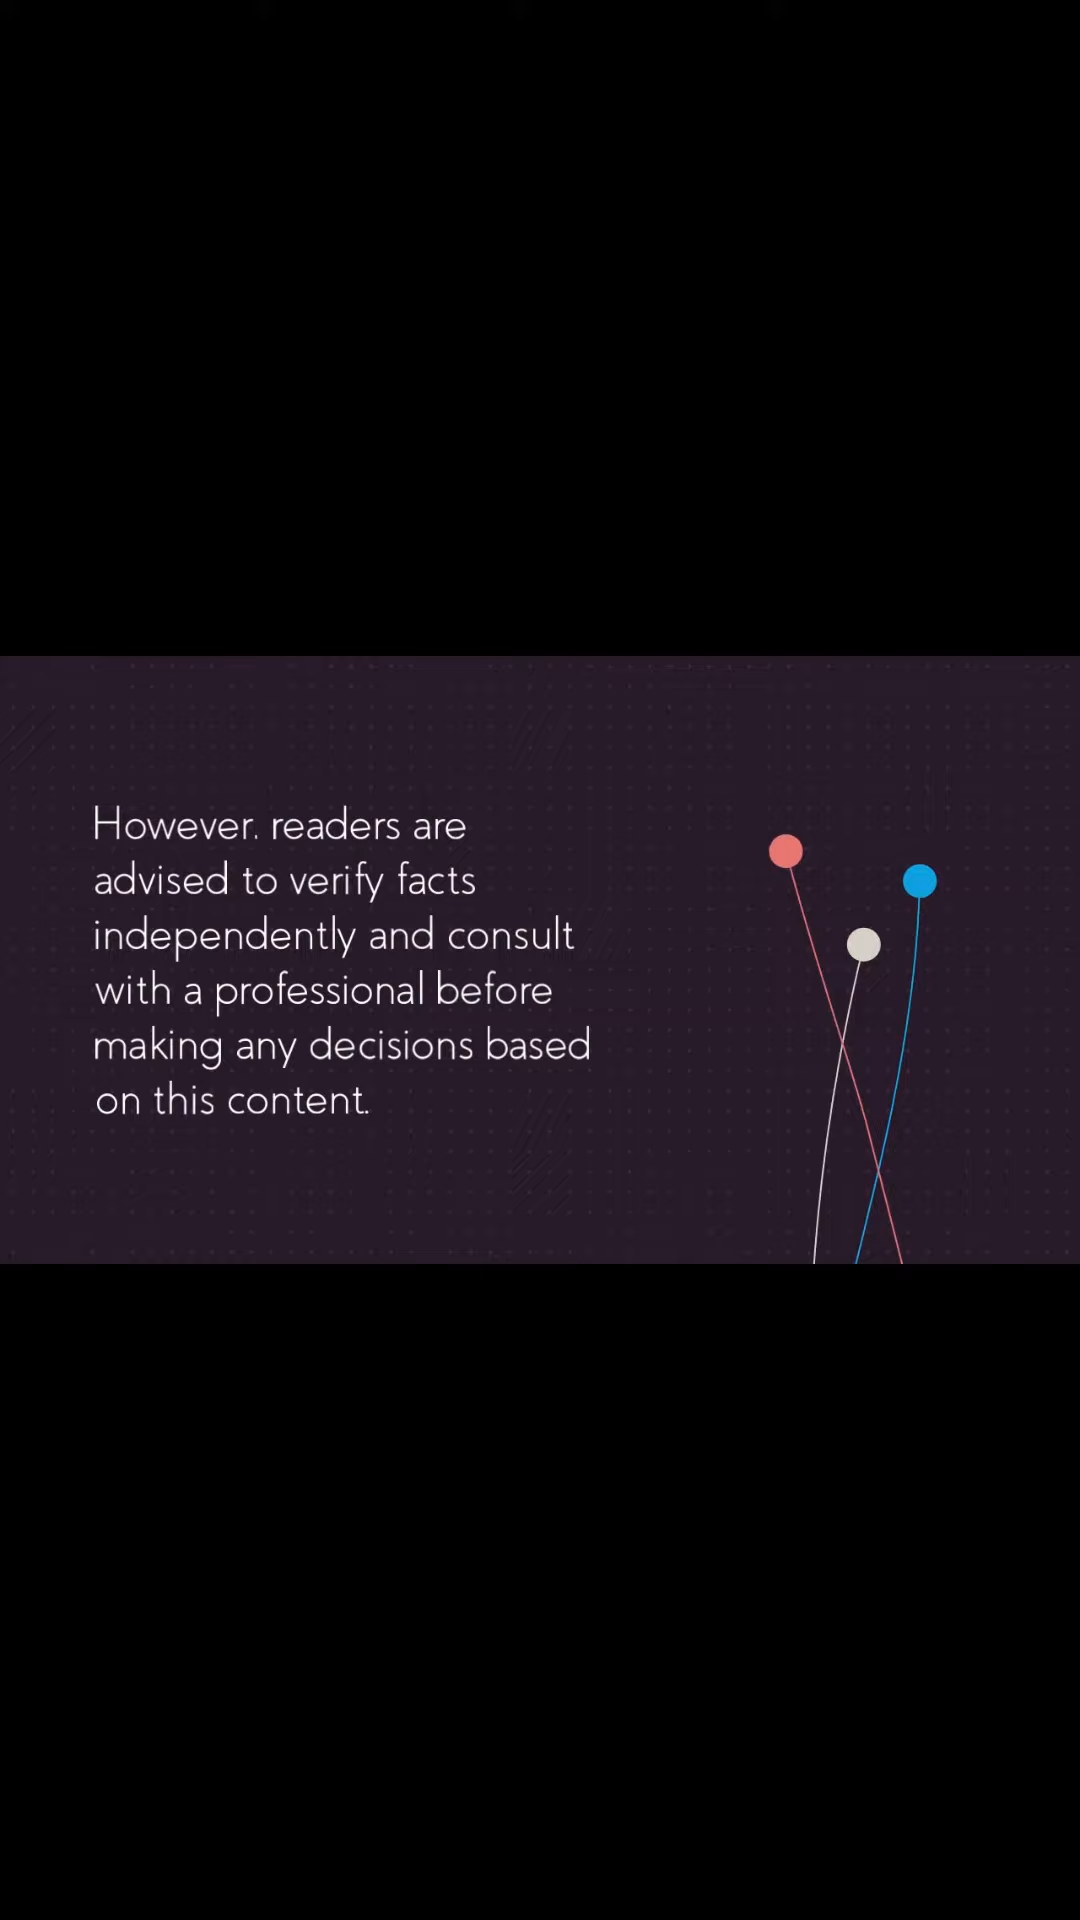 However. readers are
advised to verify facts
independently and consult
with a professional before
making any decisions based
on this content.